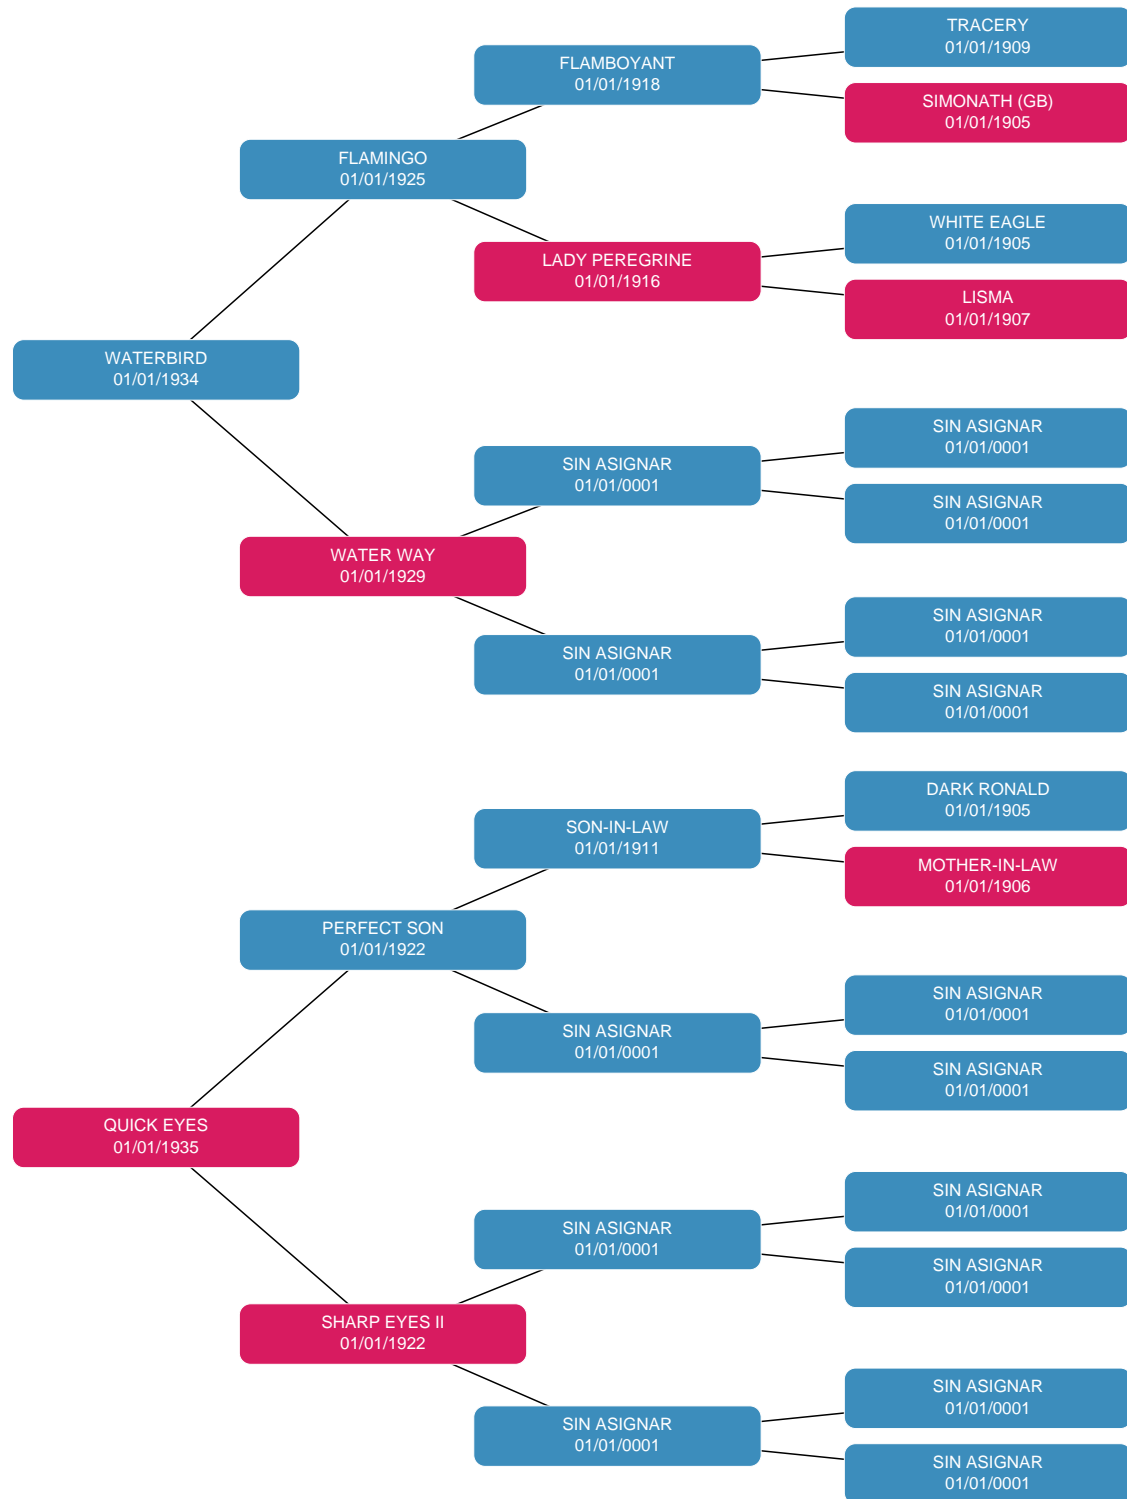 TRACERY
01/01/1909
FLAMBOYANT
01/01/1918
SIMONATH (GB)
01/01/1905
FLAMINGO
01/01/1925
WHITE EAGLE
01/01/1905
LADY PEREGRINE
01/01/1916
LISMA
01/01/1907
WATERBIRD
01/01/1934
SIN ASIGNAR
01/01/0001
SIN ASIGNAR
01/01/0001
SIN ASIGNAR
01/01/0001
WATER WAY
01/01/1929
SIN ASIGNAR
01/01/0001
SIN ASIGNAR
01/01/0001
SIN ASIGNAR
01/01/0001
DARK RONALD
01/01/1905
SON-IN-LAW
01/01/1911
MOTHER-IN-LAW
01/01/1906
PERFECT SON
01/01/1922
SIN ASIGNAR
01/01/0001
SIN ASIGNAR
01/01/0001
SIN ASIGNAR
01/01/0001
QUICK EYES
01/01/1935
SIN ASIGNAR
01/01/0001
SIN ASIGNAR
01/01/0001
SIN ASIGNAR
01/01/0001
SHARP EYES II
01/01/1922
SIN ASIGNAR
01/01/0001
SIN ASIGNAR
01/01/0001
SIN ASIGNAR
01/01/0001